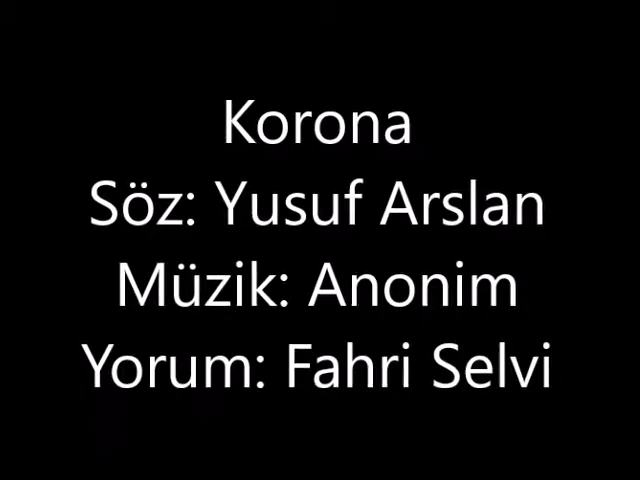 Korona
Söz: Yusuf Arslan
Müzik: Anonim
Yorum: Fahri Selvi